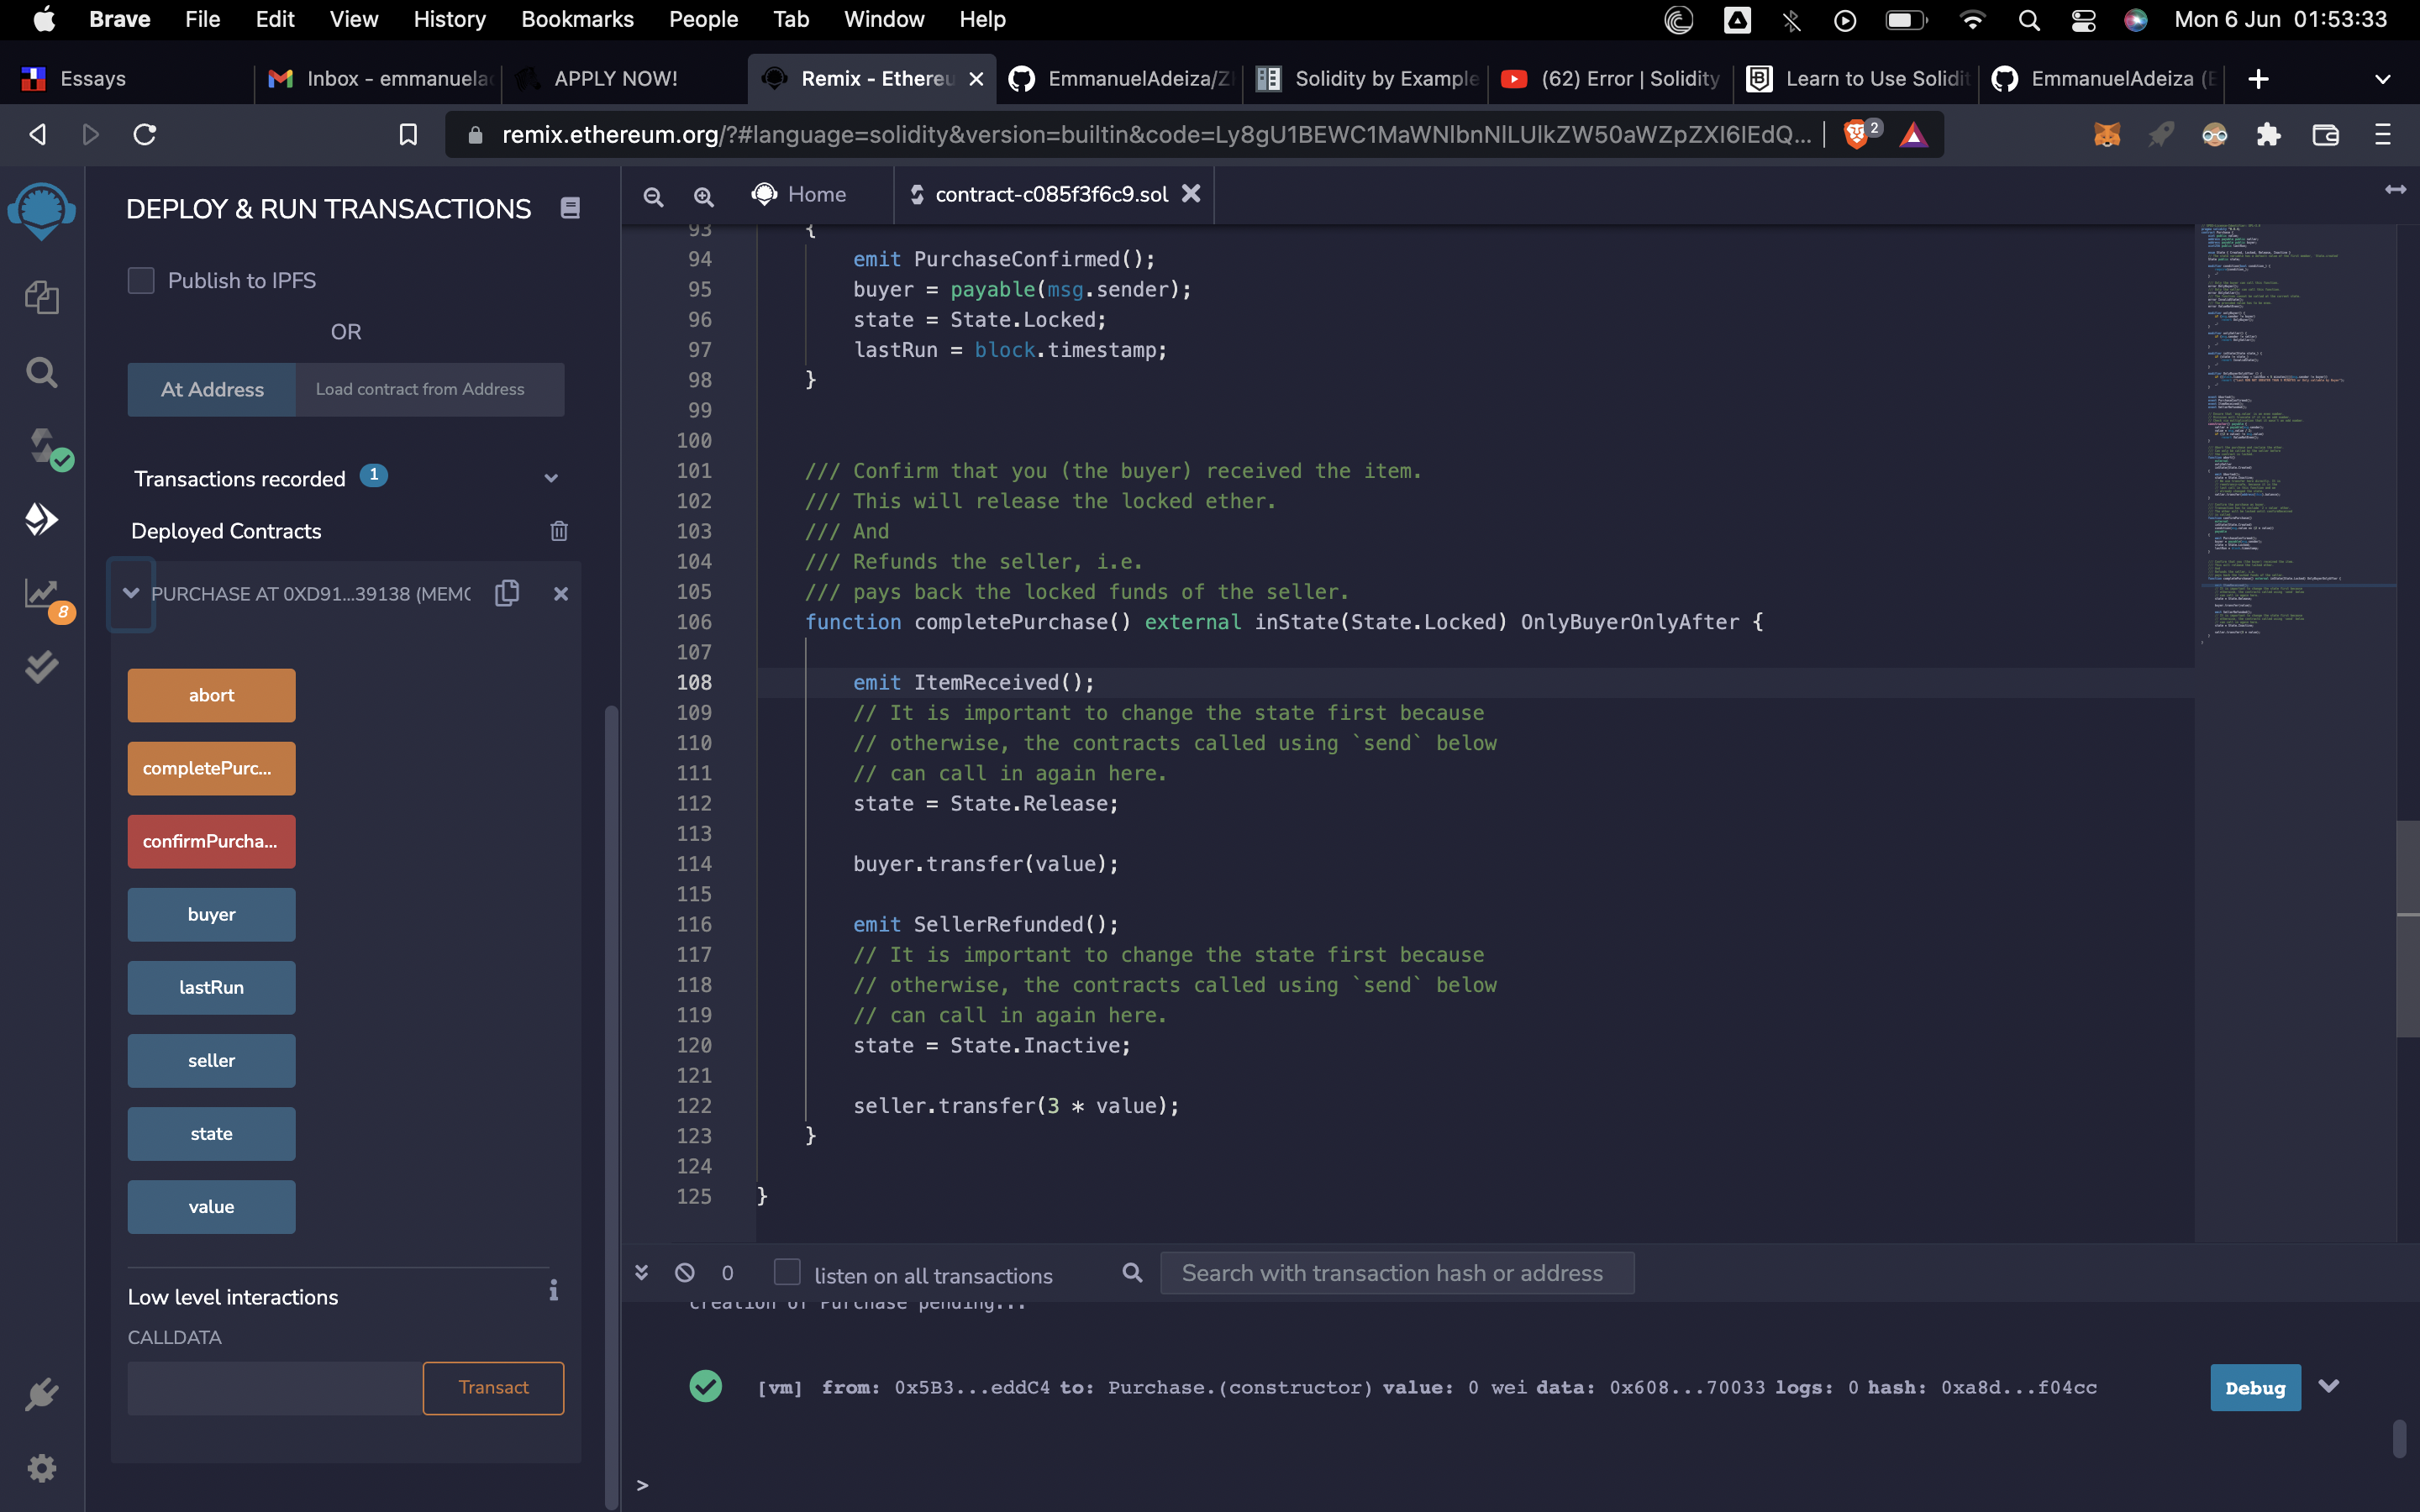 Brave File Edit View History Bookmarks People Tab Window Help Mon 6 Jun 01:53:33
Essays Inbox - emmanuelad APPLY NOW! Remix - Ethereu EmmanuelAdeiza/Z Solidity by Example (62) Error | Solidity Learn to Use Solidit EmmanuelAdeiza (E
remix.ethereum.org/?#language=solidity&version=builtin&code=Ly8gU1BEWC1MaWNlbnNlLUlkZW50aWZpZXI6IEdQ... 2
DEPLOY & RUN TRANSACTIONS
Publish to IPFS
OR
At Address Load contract from Address
Transactions recorded 1
Deployed Contracts
PURCHASE AT 0XD91...39138 (MEMO
8
abort
completePurc...
confirmPurcha...
buyer
lastRun
seller
state
value
Low level interactions
CALLDATA
Transact
Home contract-c085f3f6c9.sol
93 {
94 emit PurchaseConfirmed();
95 buyer = payable(msg.sender);
96 state = State.Locked;
97 lastRun = block.timestamp;
98 }
99
100
101 /// Confirm that you (the buyer) received the item.
102 /// This will release the locked ether.
103 /// And
104 /// Refunds the seller, i.e.
105 /// pays back the locked funds of the seller.
106 function completePurchase() external inState(State.Locked) OnlyBuyerOnlyAfter {
107
108 emit ItemReceived();
109 // It is important to change the state first because
110 // otherwise, the contracts called using `send` below
111 // can call in again here.
112 state = State.Release;
113
114 buyer.transfer(value);
115
116 emit SellerRefunded();
117 // It is important to change the state first because
118 // otherwise, the contracts called using `send` below
119 // can call in again here.
120 state = State.Inactive;
121
122 seller.transfer(3 * value);
123 }
124
125 }
0 listen on all transactions Search with transaction hash or address
creation of Purchase pending...
[vm] from: 0x5B3...eddC4 to: Purchase.(constructor) value: 0 wei data: 0x608...70033 logs: 0 hash: 0xa8d...f04cc Debug
>